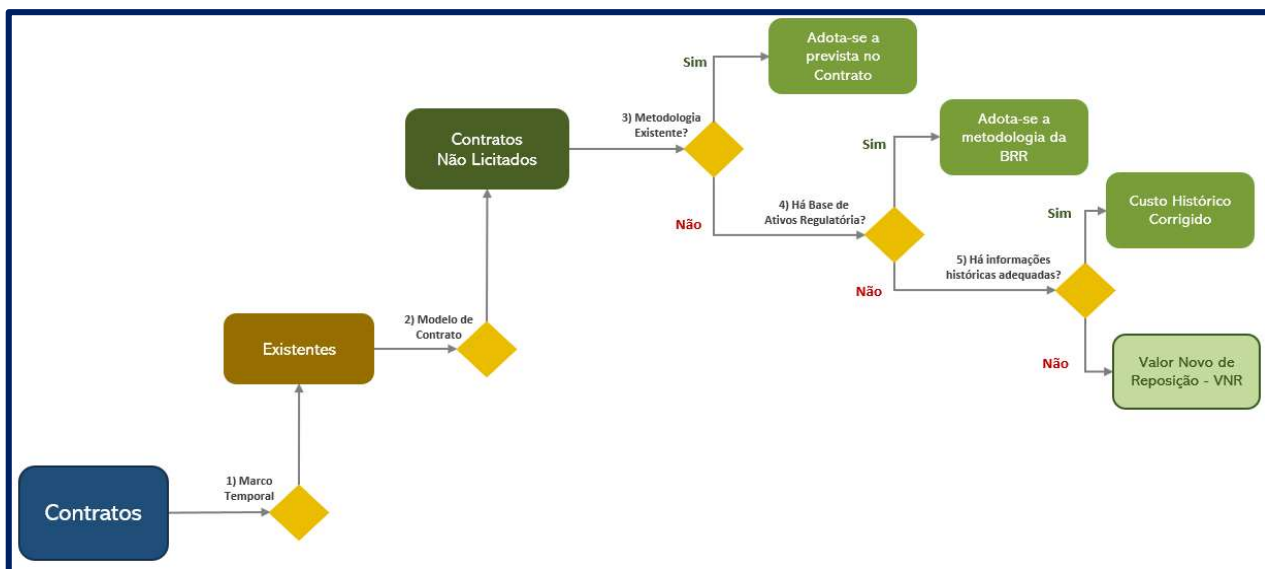 Adota-se a
prevista no
Contrato
Sim
3) Metodologia
Existente?
Contratos
Não Licitados
Adota-se a
metodologia da
BRR
Sim
4) Há Base de
Ativos Regulatória?
Não
Custo Histórico
Corrigido
Sim
5) Há informações
históricas adequadas?
Não
2) Modelo de
Contrato
Existentes
Valor Novo de
Reposição - VNR
Não
1) Marco
Temporal
Contratos